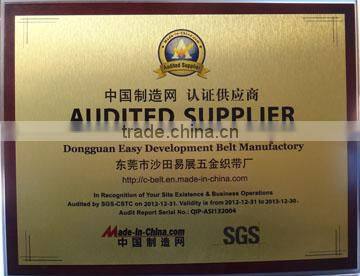 Made-in-China.com
Audited Supplier
中国制造网 认证供应商
AUDITED SUPPLIER
trade.china.cn
Dongguan Easy Development Belt Manufactory
东莞市沙田易展五金织带厂
http://c-belt.en.made-in-china.com
In Recognition of Your Site Existence & Business Operations
Audited by SGS-CSTC on 2012-12-31. Validity is from 2012-12-31 to 2013-12-30.
Audit Report Serial No.: QIP-ASI132004
Made-in-China.com
中国制造网
SGS